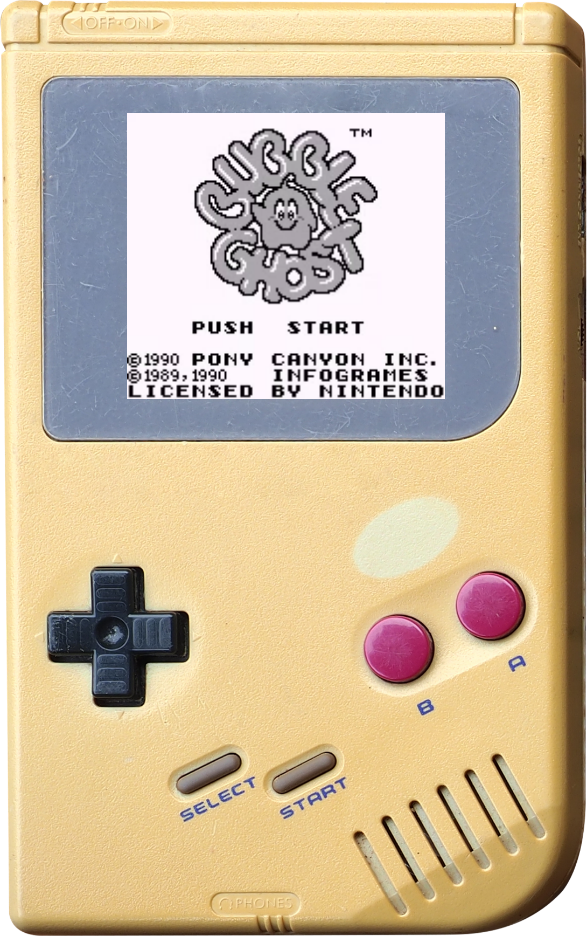 OFF•ON
TM
BUBBLE
GHOST
PUSH START
©1990 PONY CANYON INC.
©1989,1990 INFOGRAMES
LICENSED BY NINTENDO
A
B
SELECT
START
PHONES